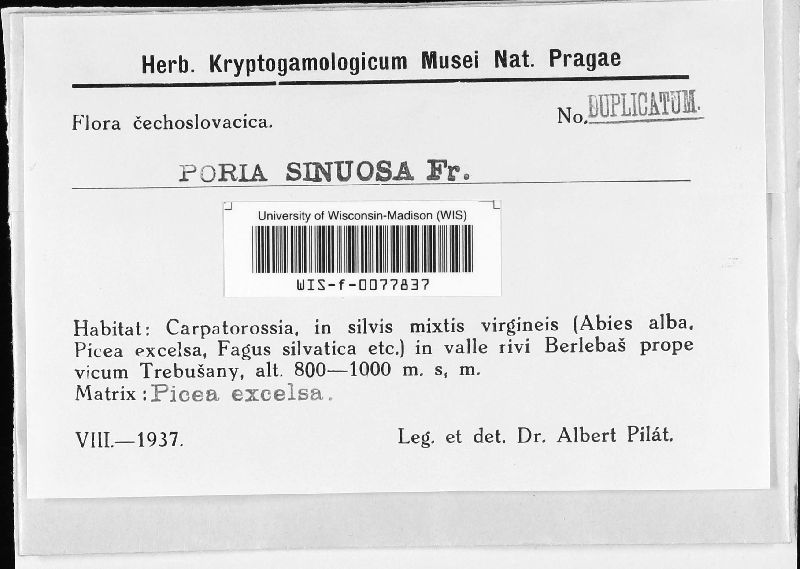 Herb. Kryptogamologicum Musei Nat. Pragae
Flora čechoslovacica.
No. DUPLICATUM.
PORIA SINUOSA Fr.
University of Wisconsin-Madison (WIS)
WIS-f-0077837
Habitat: Carpatorossia, in silvis mixtis virgineis (Abies alba,
Picea excelsa, Fagus silvatica etc.) in valle rivi Berlebaš prope
vicum Trebušany, alt. 800—1000 m. s. m.
Matrix: Picea excelsa.
VIII.—1937.
Leg. et det. Dr. Albert Pilát.